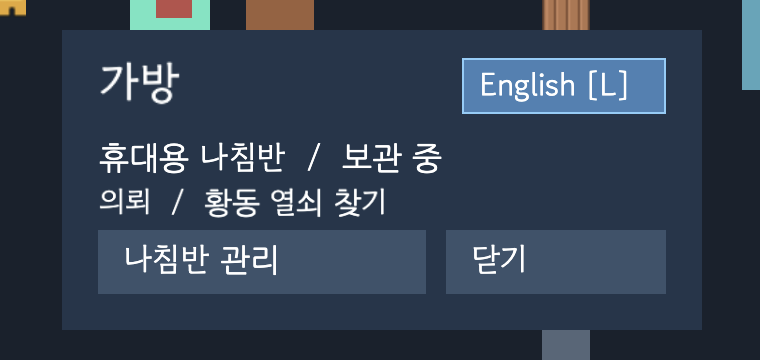 가방
English [L]
휴대용 나침반 / 보관 중
의뢰 / 황동 열쇠 찾기
나침반 관리
닫기